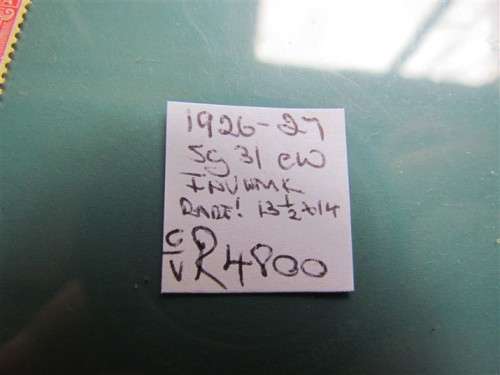 1926-27
SG 31 cw
INV WMK
RARE! 13½x14
C/V R4800